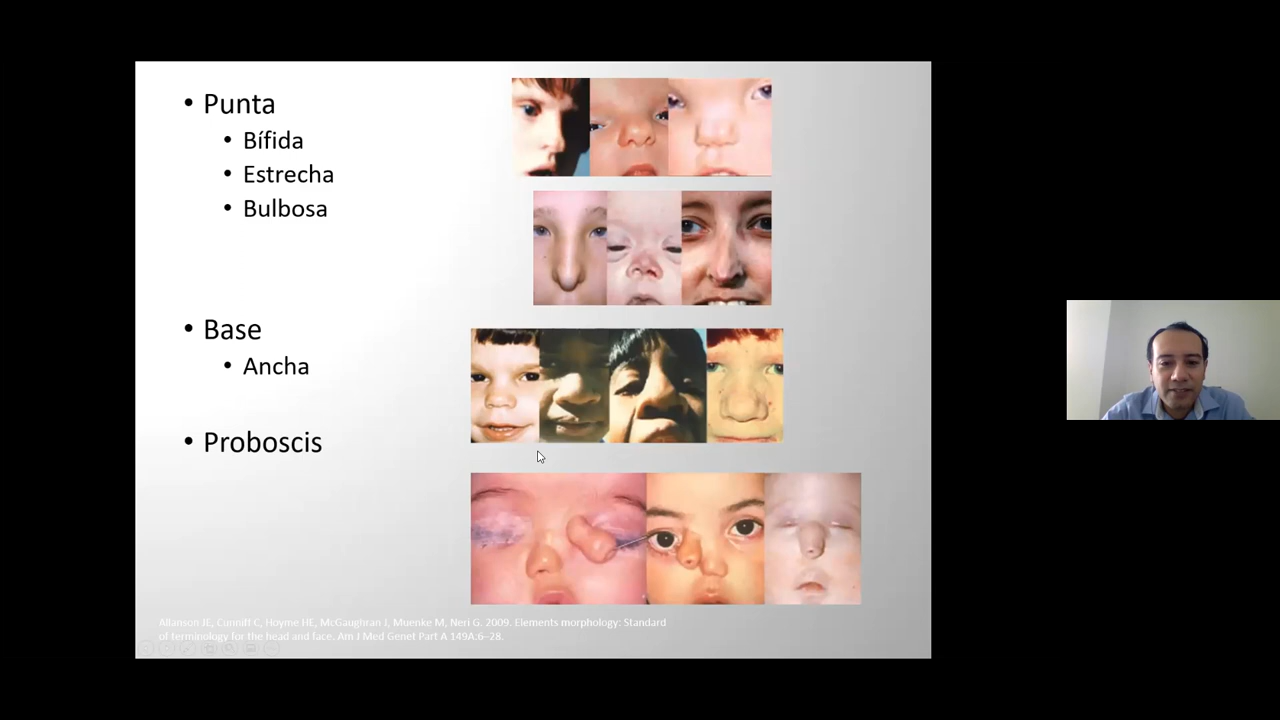 Punta
Bífida
Estrecha
Bulbosa
Base
Ancha
Proboscis
Allanson JE, Cunniff C, Hoyme HE, McGaughran J, Muenke M, Neri G. 2009. Elements morphology: Standard
of terminology for the head and face. Am J Med Genet Part A 149A:6–28.